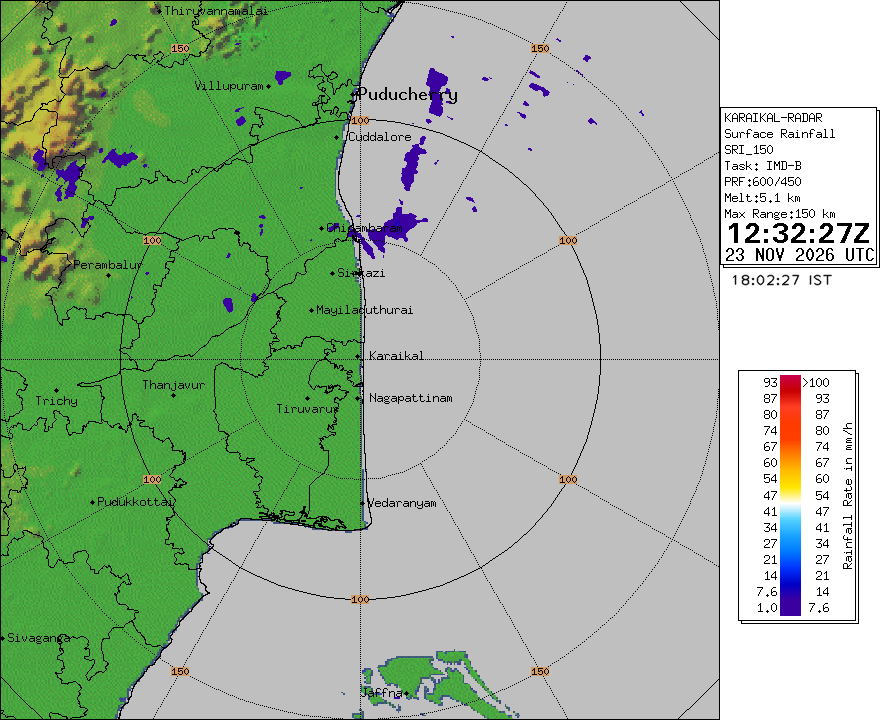 Thiruvannamalai
150
150
Villupuram
Puducherry
100
Cuddalore
Chidambaram
100
100
Perambalur
Sirkazi
Mayiladuthurai
Karaikal
Thanjavur
Trichy
Nagapattinam
Tiruvarur
100
100
Pudukkottai
Vedaranyam
100
Sivaganga
150
150
Jaffna
KARAIKAL-RADAR
Surface Rainfall
SRI_150
Task: IMD-B
PRF:600/450
Melt:5.1 km
Max Range:150 km
12:32:27Z
23 NOV 2026 UTC
18:02:27 IST
93 >100
87 93
80 87
74 80
67 74
60 67
54 60
47 54
41 47
34 41
27 34
21 27
14 21
7.6 14
1.0 7.6
Rainfall Rate in mm/h